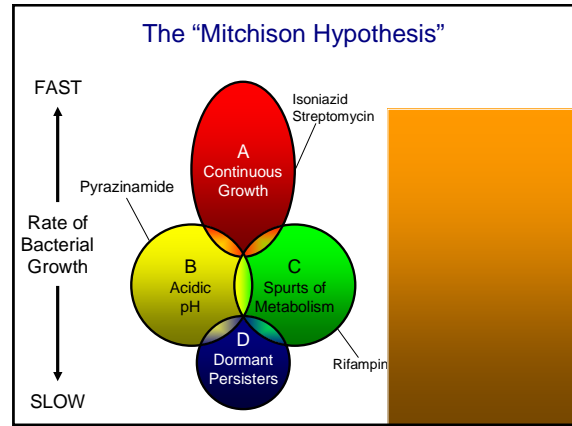 The “Mitchison Hypothesis”
FAST
Isoniazid
Streptomycin
A
Continuous
Growth
Pyrazinamide
Rate of
Bacterial
Growth
B
Acidic
pH
C
Spurts of
Metabolism
D
Dormant
Persisters
Rifampin
SLOW